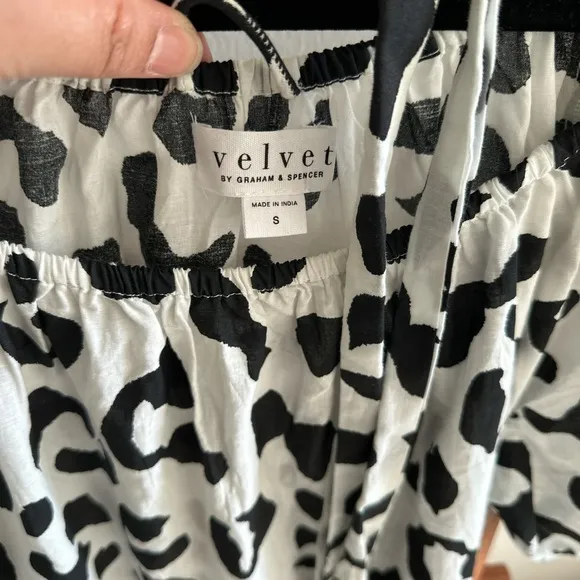 velvet
BY GRAHAM & SPENCER
MADE IN INDIA
S